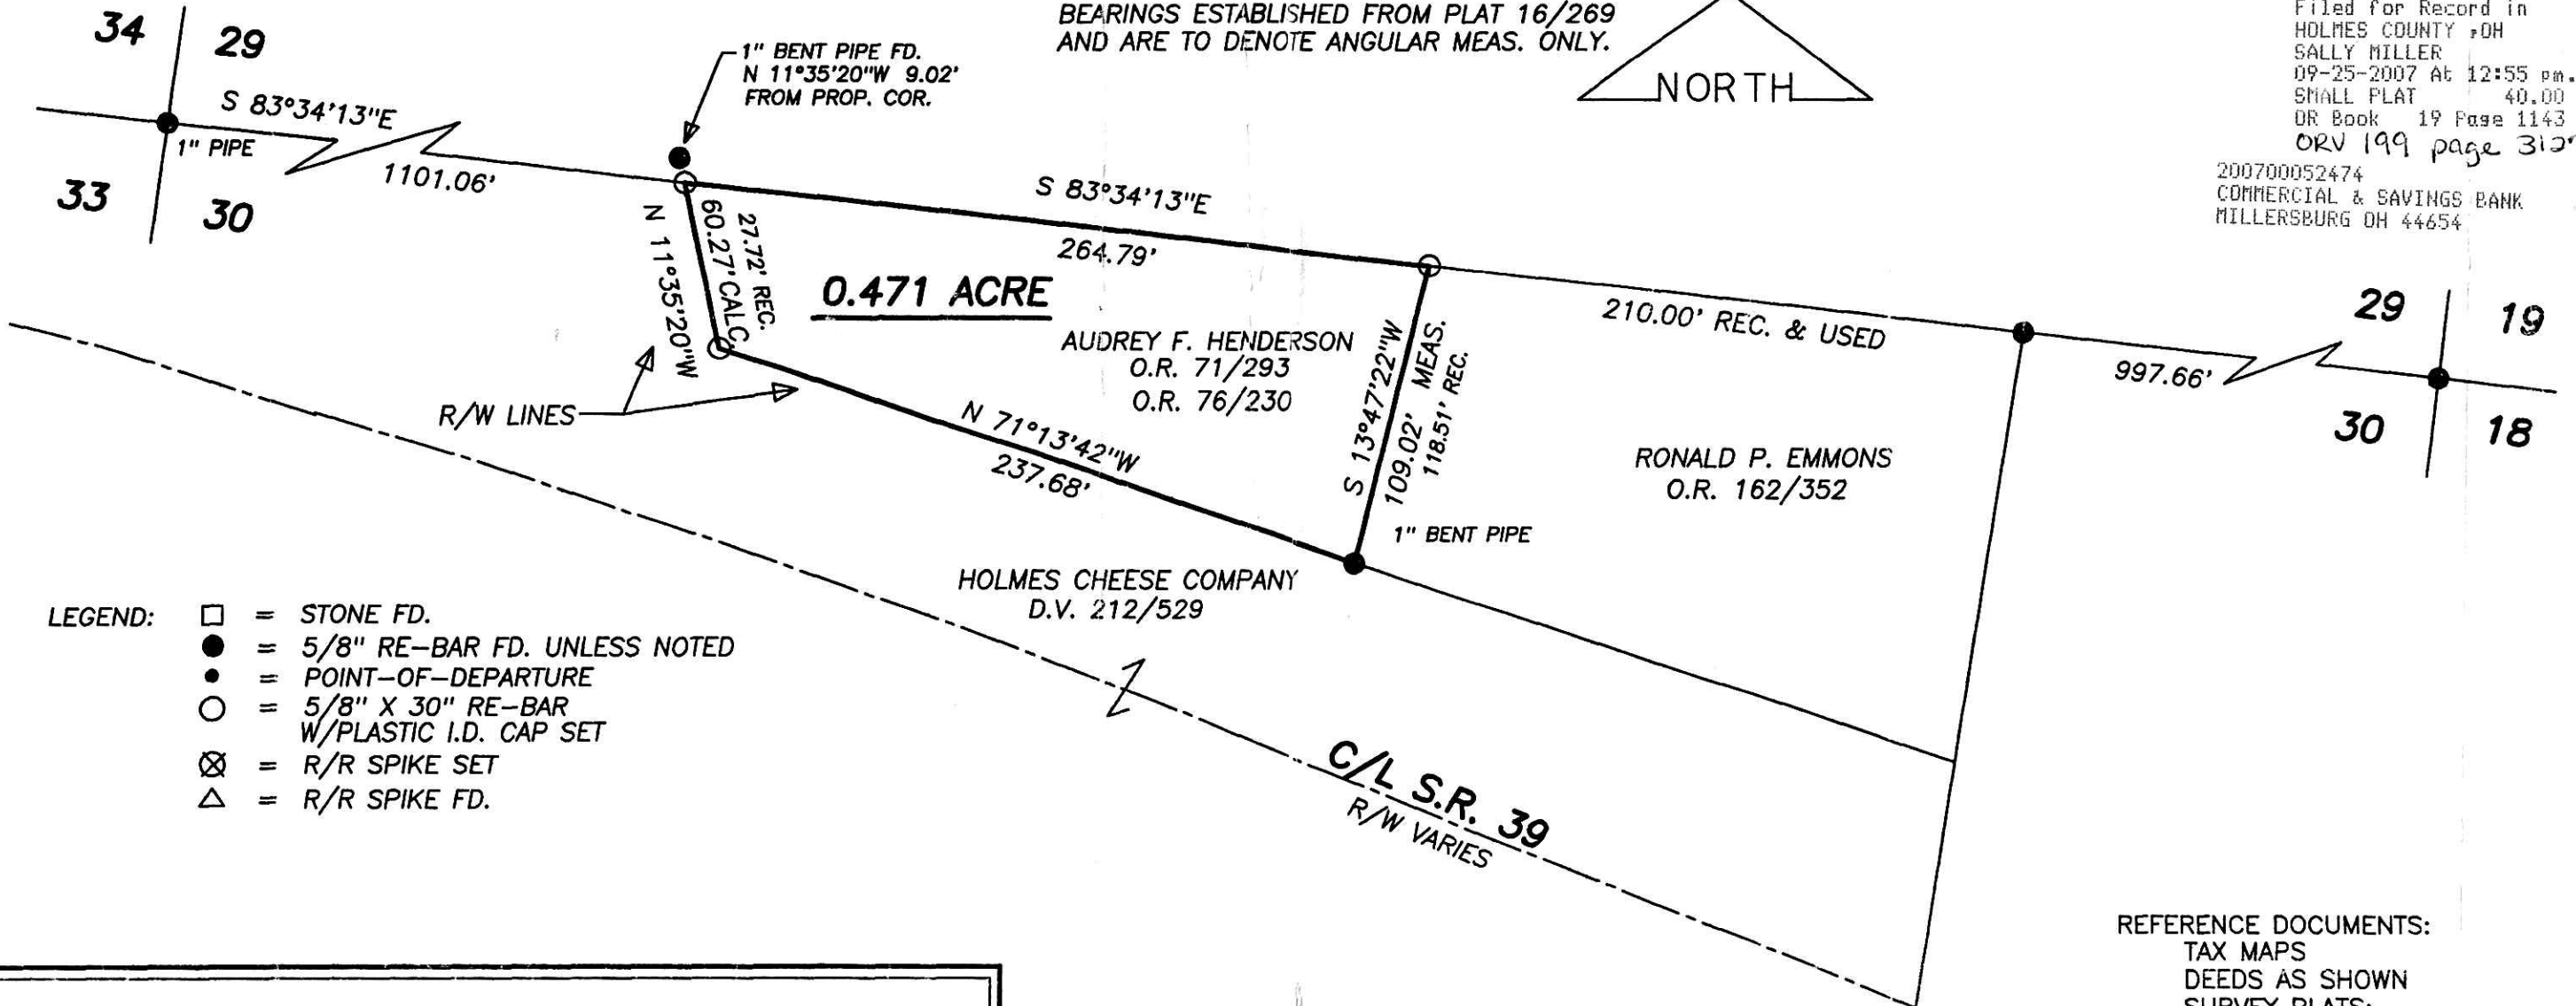 34
29
33
30
S 83°34'13"E
1" PIPE
1101.06'
1" BENT PIPE FD.
N 11°35'20"W 9.02'
FROM PROP. COR.
BEARINGS ESTABLISHED FROM PLAT 16/269
AND ARE TO DENOTE ANGULAR MEAS. ONLY.
NORTH
Filed for Record in
HOLMES COUNTY, OH
SALLY MILLER
09-25-2007 At 12:55 pm.
SMALL PLAT 40.00
OR Book 19 Page 1143
ORV 199 page
200700052474
COMMERCIAL & SAVINGS BANK
MILLERSBURG OH 44654
S 83°34'13"E
264.79'
27.72' REC.
60.27' CALC.
N 11°35'20"W
0.471 ACRE
AUDREY F. HENDERSON
O.R. 71/293
O.R. 76/230
R/W LINES
N 71°13'42"W
237.68'
S 13°47'22"W
109.02' MEAS.
118.51' REC.
1" BENT PIPE
210.00' REC. & USED
RONALD P. EMMONS
O.R. 162/352
997.66'
29
19
30
18
HOLMES CHEESE COMPANY
D.V. 212/529
C/L S.R. 39
R/W VARIES
LEGEND:
□ = STONE FD.
● = 5/8" RE-BAR FD. UNLESS NOTED
• = POINT-OF-DEPARTURE
○ = 5/8" X 30" RE-BAR
W/PLASTIC I.D. CAP SET
⊗ = R/R SPIKE SET
△ = R/R SPIKE FD.
REFERENCE DOCUMENTS:
TAX MAPS
DEEDS AS SHOWN
SURVEY PLATS: